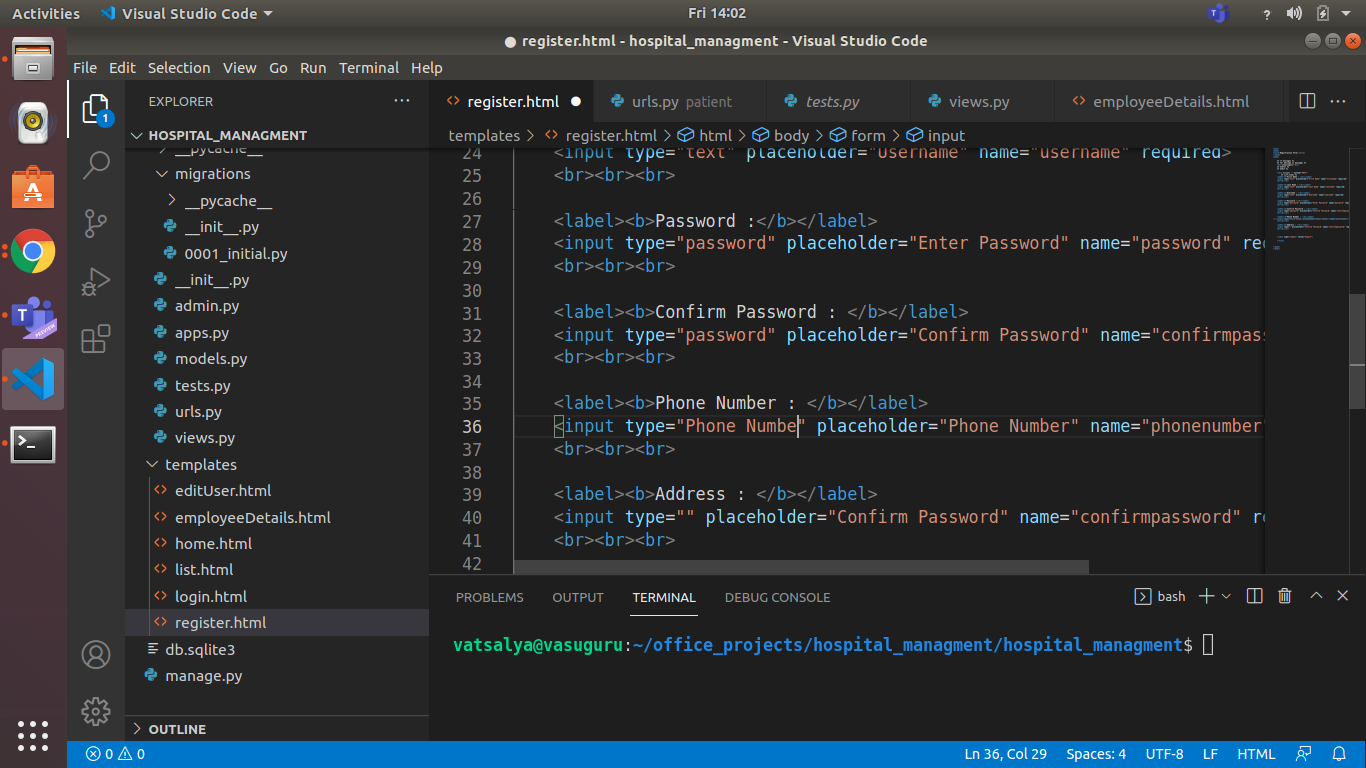 Activities Visual Studio Code Fri 14:02
register.html - hospital_managment - Visual Studio Code
File Edit Selection View Go Run Terminal Help
EXPLORER
HOSPITAL_MANAGMENT
__pycache__
migrations
__pycache__
__init__.py
0001_initial.py
__init__.py
admin.py
apps.py
models.py
tests.py
urls.py
views.py
templates
editUser.html
employeeDetails.html
home.html
list.html
login.html
register.html
db.sqlite3
manage.py
OUTLINE
1
register.html urls.py patient tests.py views.py employeeDetails.html
templates > register.html > html > body > form > input
24 <input type="text" placeholder="Username" name="username" required>
25 <br><br><br>
26
27 <label><b>Password :</b></label>
28 <input type="password" placeholder="Enter Password" name="password" re
29 <br><br><br>
30
31 <label><b>Confirm Password : </b></label>
32 <input type="password" placeholder="Confirm Password" name="confirmpas
33 <br><br><br>
34
35 <label><b>Phone Number : </b></label>
36 <input type="Phone Numbe" placeholder="Phone Number" name="phonenumber"
37 <br><br><br>
38
39 <label><b>Address : </b></label>
40 <input type="" placeholder="Confirm Password" name="confirmpassword" r
41 <br><br><br>
42
PROBLEMS OUTPUT TERMINAL DEBUG CONSOLE bash
vatsalya@vasuguru:~/office_projects/hospital_managment/hospital_managment$
0 0 Ln 36, Col 29 Spaces: 4 UTF-8 LF HTML